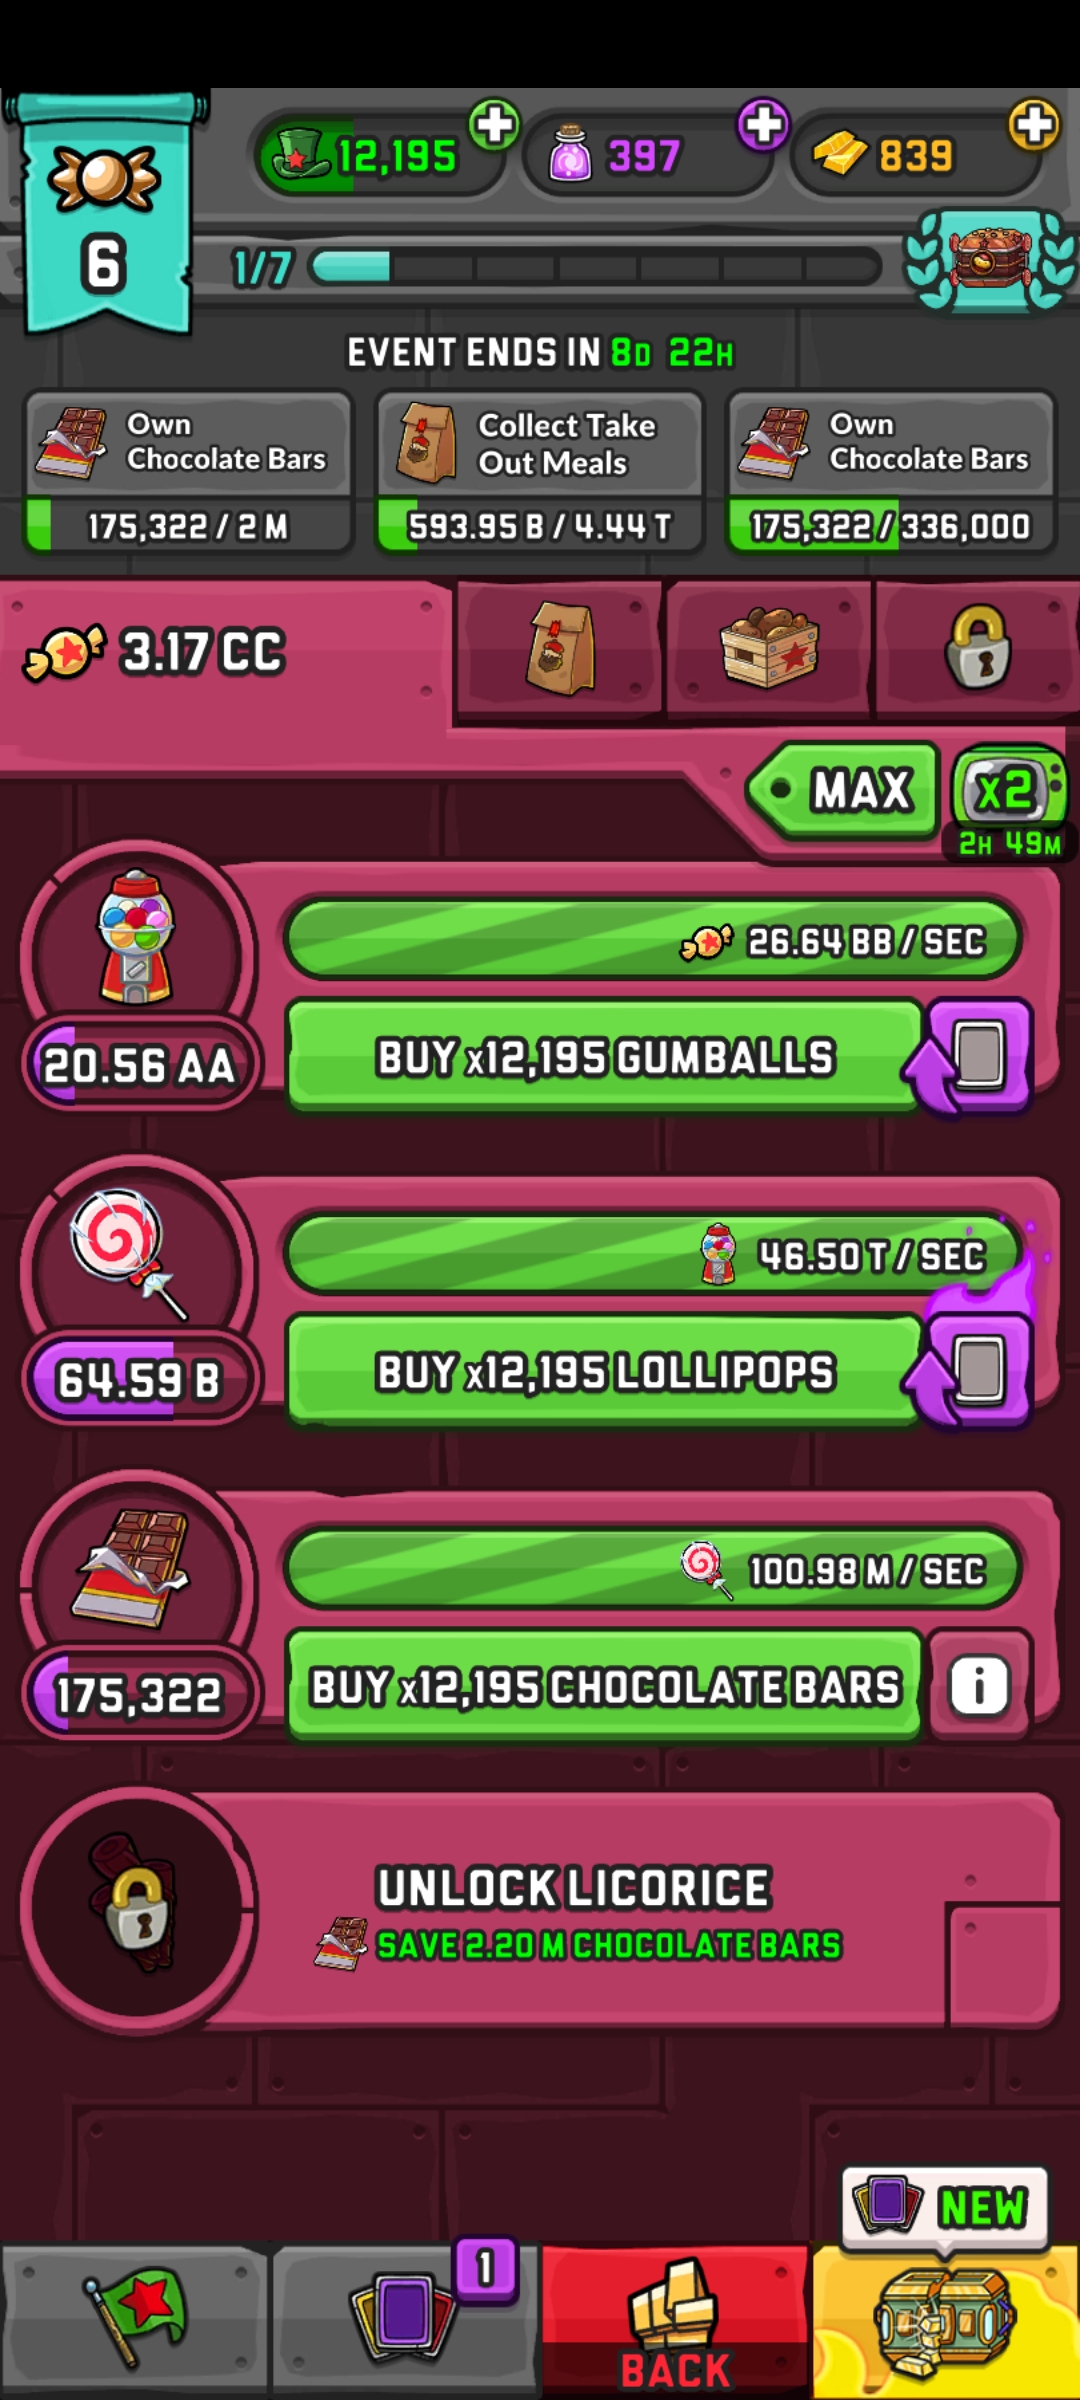 12,195
397
839
6
1/7
EVENT ENDS IN 8D 22H
Own
Chocolate Bars
175,322 / 2 M
Collect Take
Out Meals
593.95 B / 4.44 T
Own
Chocolate Bars
175,322 / 336,000
3.17 CC
MAX
x2
2H 49M
26.64 BB / SEC
20.56 AA
BUY x12,195 GUMBALLS
46.50 T / SEC
64.59 B
BUY x12,195 LOLLIPOPS
100.98 M / SEC
175,322
BUY x12,195 CHOCOLATE BARS
i
UNLOCK LICORICE
SAVE 2.20 M CHOCOLATE BARS
NEW
1
BACK